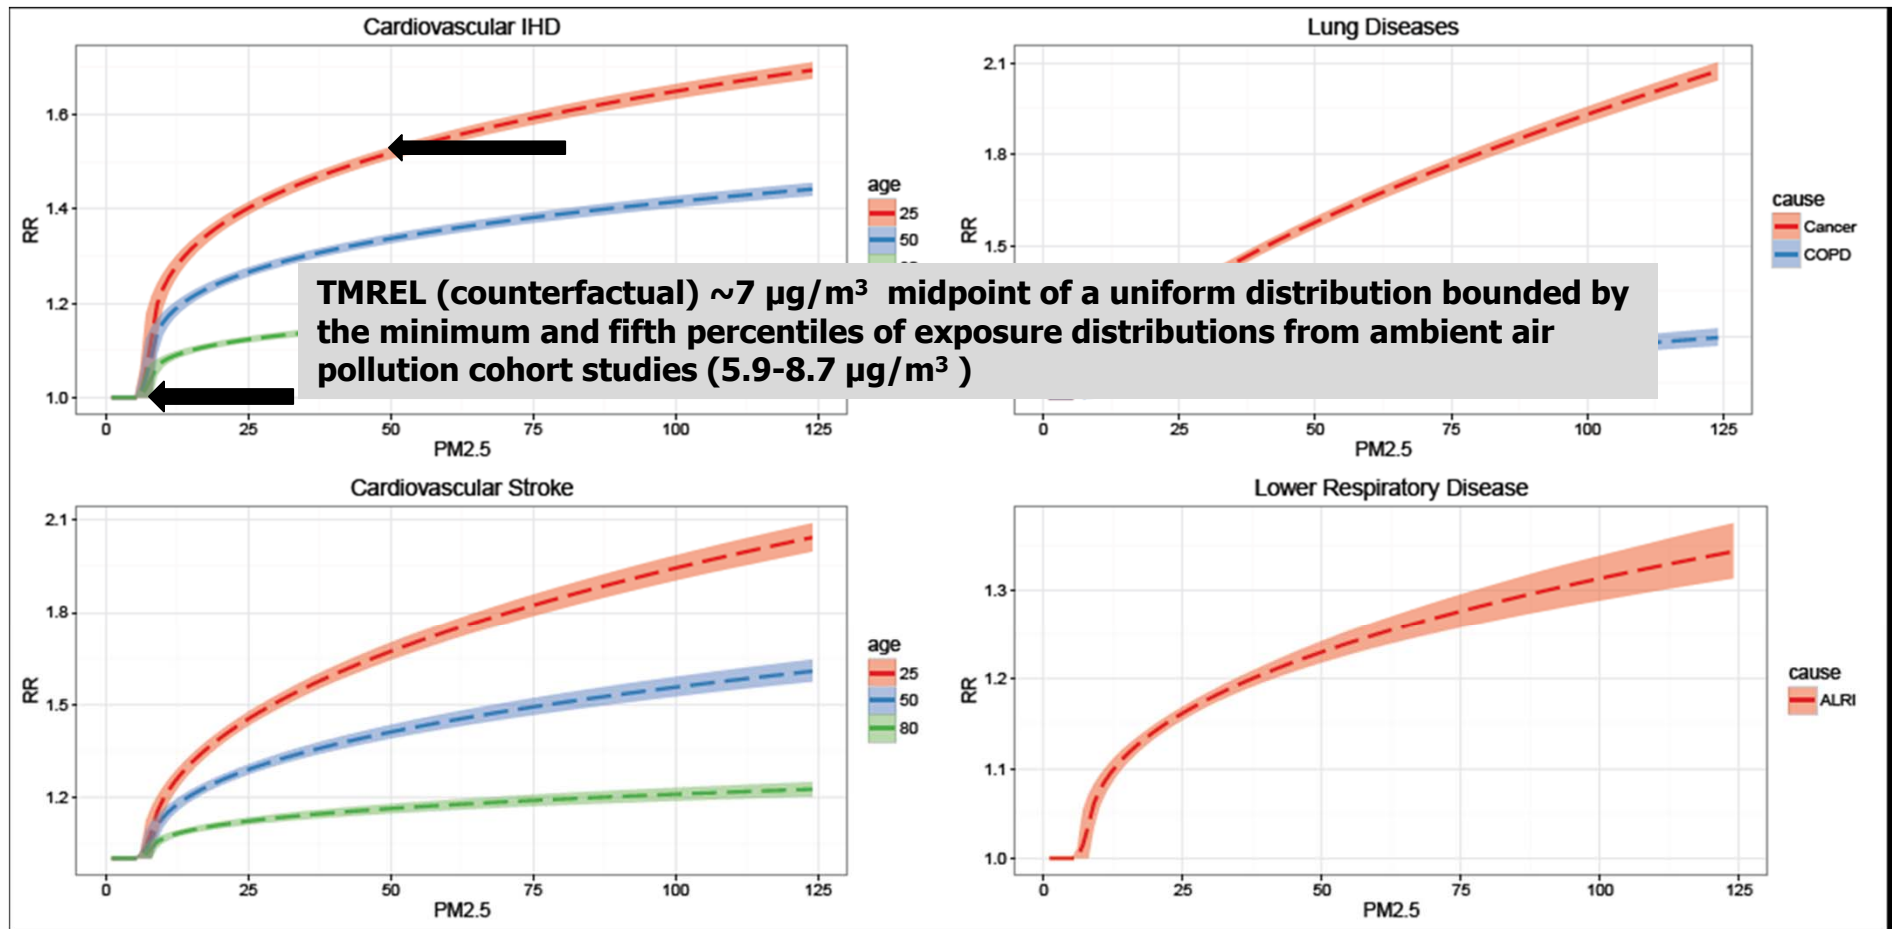 Cardiovascular IHD
RR
1.6
1.4
1.2
1.0
0 25 50 75 100 125
PM2.5
age
25
50
Lung Diseases
RR
2.1
1.8
1.5
0 25 50 75 100 125
PM2.5
cause
Cancer
COPD
TMREL (counterfactual) ~7 µg/m³ midpoint of a uniform distribution bounded by
the minimum and fifth percentiles of exposure distributions from ambient air
pollution cohort studies (5.9-8.7 µg/m³ )
Cardiovascular Stroke
RR
2.1
1.8
1.5
1.2
0 25 50 75 100 125
PM2.5
age
25
50
80
Lower Respiratory Disease
RR
1.3
1.2
1.1
1.0
0 25 50 75 100 125
PM2.5
cause
ALRI